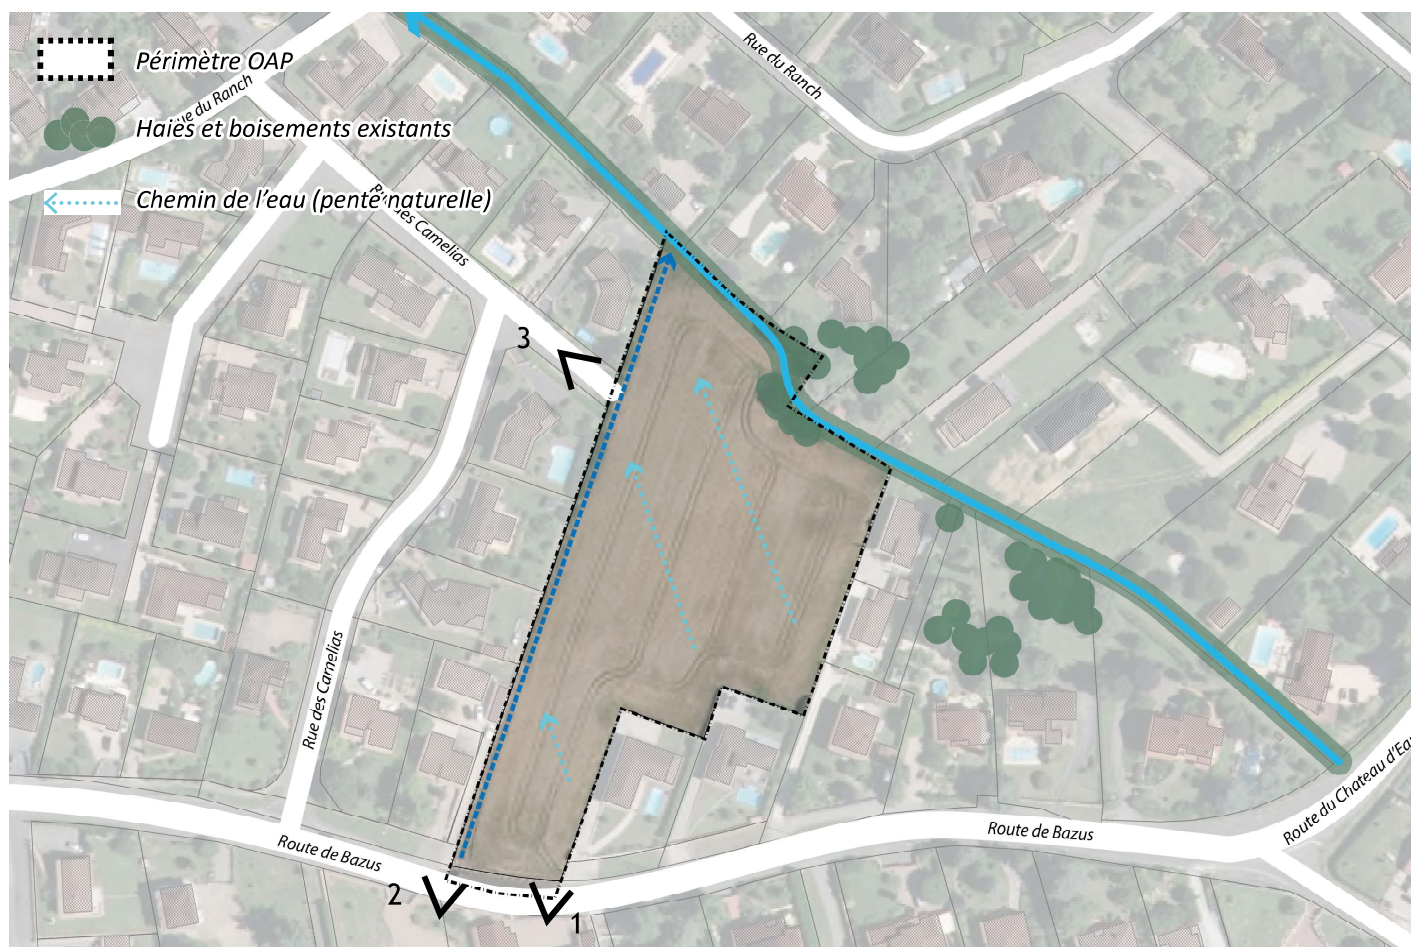 Périmètre OAP
Rue du Ranch
ue du Ranch
Haies et boisements existants
Chemin de l'eau (pente naturelle)
Rue des Camelias
3
Rue des Camelias
Route de Bazus
Route de Bazus
Route du Chateau d'Eau
2
1